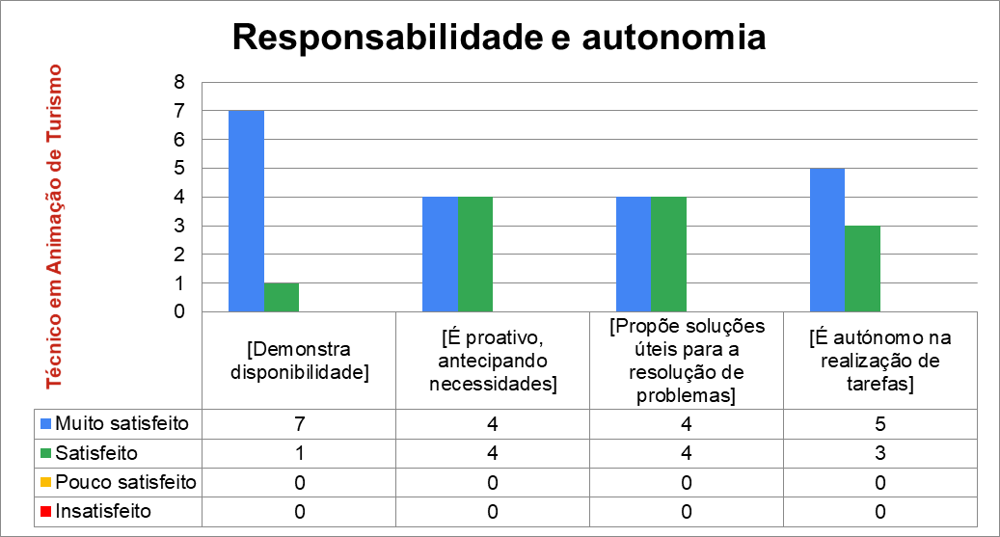 Responsabilidade e autonomia
Técnico em Animação de Turismo
8
7
6
5
4
3
2
1
0
[Demonstra
disponibilidade]
[É proativo,
antecipando
necessidades]
[Propõe soluções
úteis para a
resolução de
problemas]
[É autónomo na
realização de
tarefas]
Muito satisfeito 7 4 4 5
Satisfeito 1 4 4 3
Pouco satisfeito 0 0 0 0
Insatisfeito 0 0 0 0